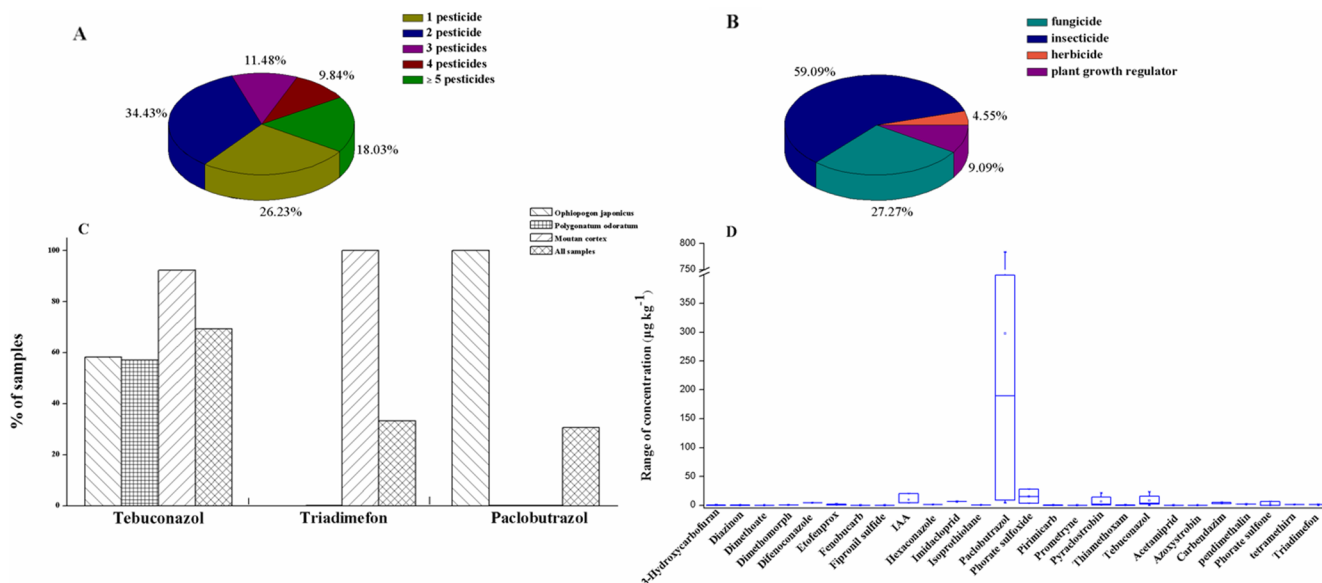 A
1 pesticide
2 pesticide
3 pesticides
4 pesticides
≥ 5 pesticides
11.48%
9.84%
34.43%
18.03%
26.23%
B
fungicide
insecticide
herbicide
plant growth regulator
59.09%
4.55%
9.09%
27.27%
C
Ophiopogon japonicus
Polygonatum odoratum
Moutan cortex
All samples
% of samples
100
80
60
40
20
0
Tebuconazol
Triadimefon
Paclobutrazol
D
Range of concentration (µg kg-1)
800
750
350
300
250
200
150
100
50
0
3-Hydroxycarbofuran
Diazinon
Dimethoate
Dimethomorph
Difenoconazole
Etofenprox
Fenobucarb
Fipronil sulfide
IAA
Hexaconazole
Imidacloprid
Isoprothiolane
Paclobutrazol
Phorate sulfoxide
Pirimicarb
Prometryne
Pyraclostrobin
Thiamethoxam
Tebuconazol
Acetamiprid
Azoxystrobin
Carbendazim
pendimethalin
Phorate sulfone
tetramethirn
Triadimefon